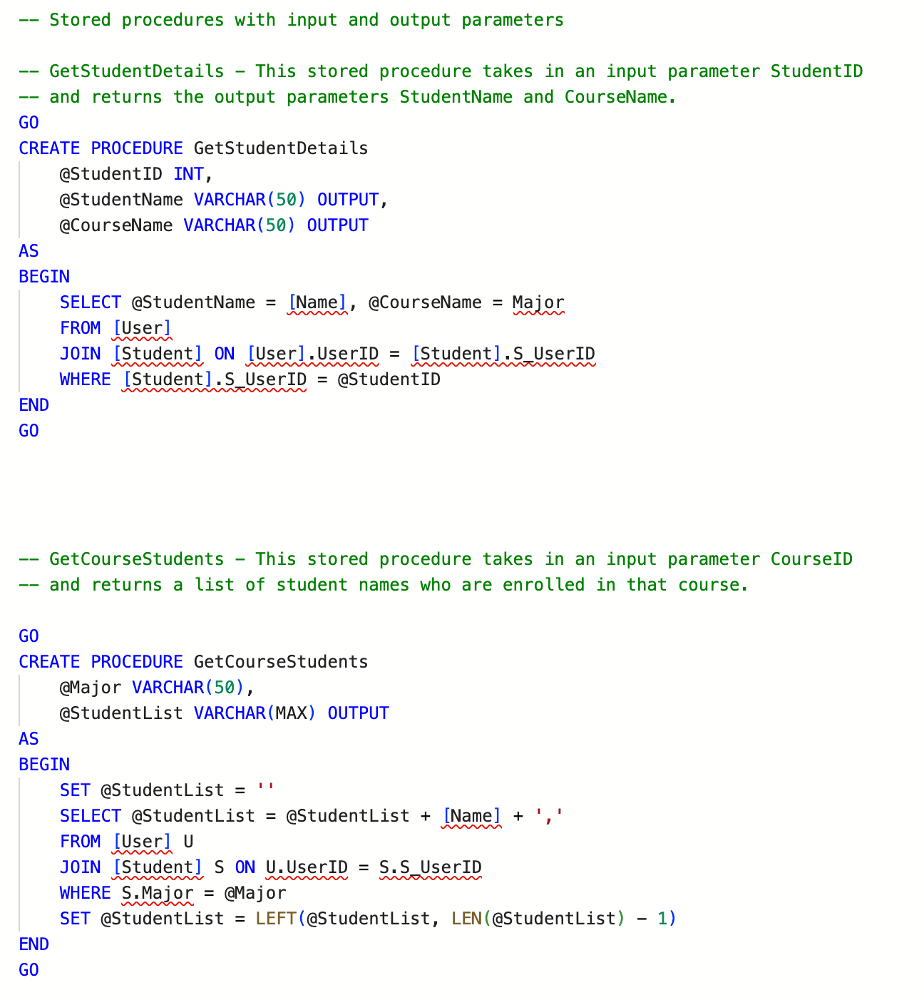 -- Stored procedures with input and output parameters
-- GetStudentDetails - This stored procedure takes in an input parameter StudentID
-- and returns the output parameters StudentName and CourseName.
GO
CREATE PROCEDURE GetStudentDetails
    @StudentID INT,
    @StudentName VARCHAR(50) OUTPUT,
    @CourseName VARCHAR(50) OUTPUT
AS
BEGIN
    SELECT @StudentName = [Name], @CourseName = Major
    FROM [User]
    JOIN [Student] ON [User].UserID = [Student].S_UserID
    WHERE [Student].S_UserID = @StudentID
END
GO
-- GetCourseStudents - This stored procedure takes in an input parameter CourseID
-- and returns a list of student names who are enrolled in that course.
GO
CREATE PROCEDURE GetCourseStudents
    @Major VARCHAR(50),
    @StudentList VARCHAR(MAX) OUTPUT
AS
BEGIN
    SET @StudentList = ''
    SELECT @StudentList = @StudentList + [Name] + ','
    FROM [User] U
    JOIN [Student] S ON U.UserID = S.S_UserID
    WHERE S.Major = @Major
    SET @StudentList = LEFT(@StudentList, LEN(@StudentList) - 1)
END
GO